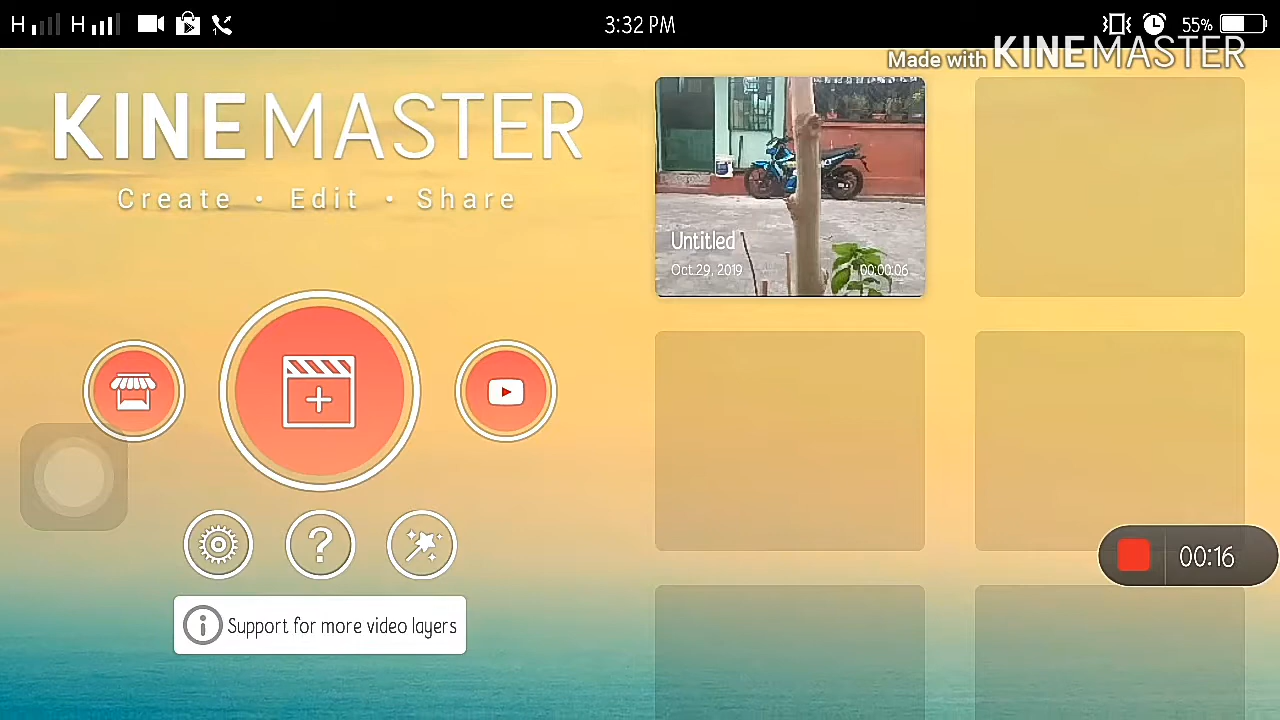 H H 3:32 PM 55%
Made with KINEMASTER
KINEMASTER
Create • Edit • Share
Untitled
Oct 29, 2019 00:00:06
00:16
Support for more video layers